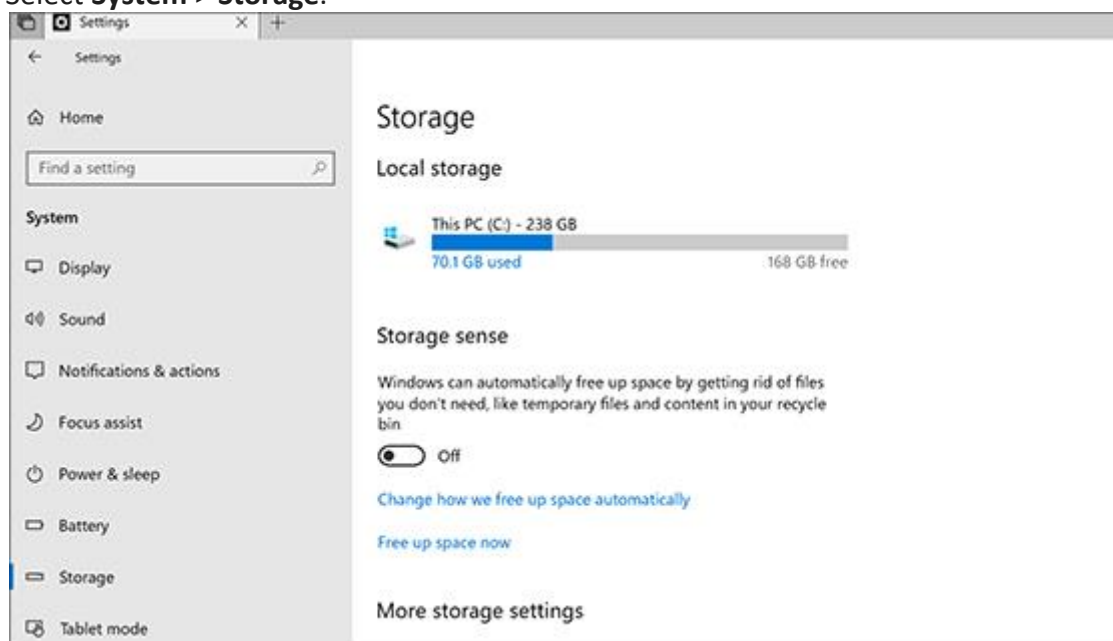 Select System > Storage.
Settings
Settings
Home
Find a setting
System
Display
Sound
Notifications & actions
Focus assist
Power & sleep
Battery
Storage
Tablet mode
Storage
Local storage
This PC (C:) - 238 GB
70.1 GB used 168 GB free
Storage sense
Windows can automatically free up space by getting rid of files
you don't need, like temporary files and content in your recycle
bin
Off
Change how we free up space automatically
Free up space now
More storage settings